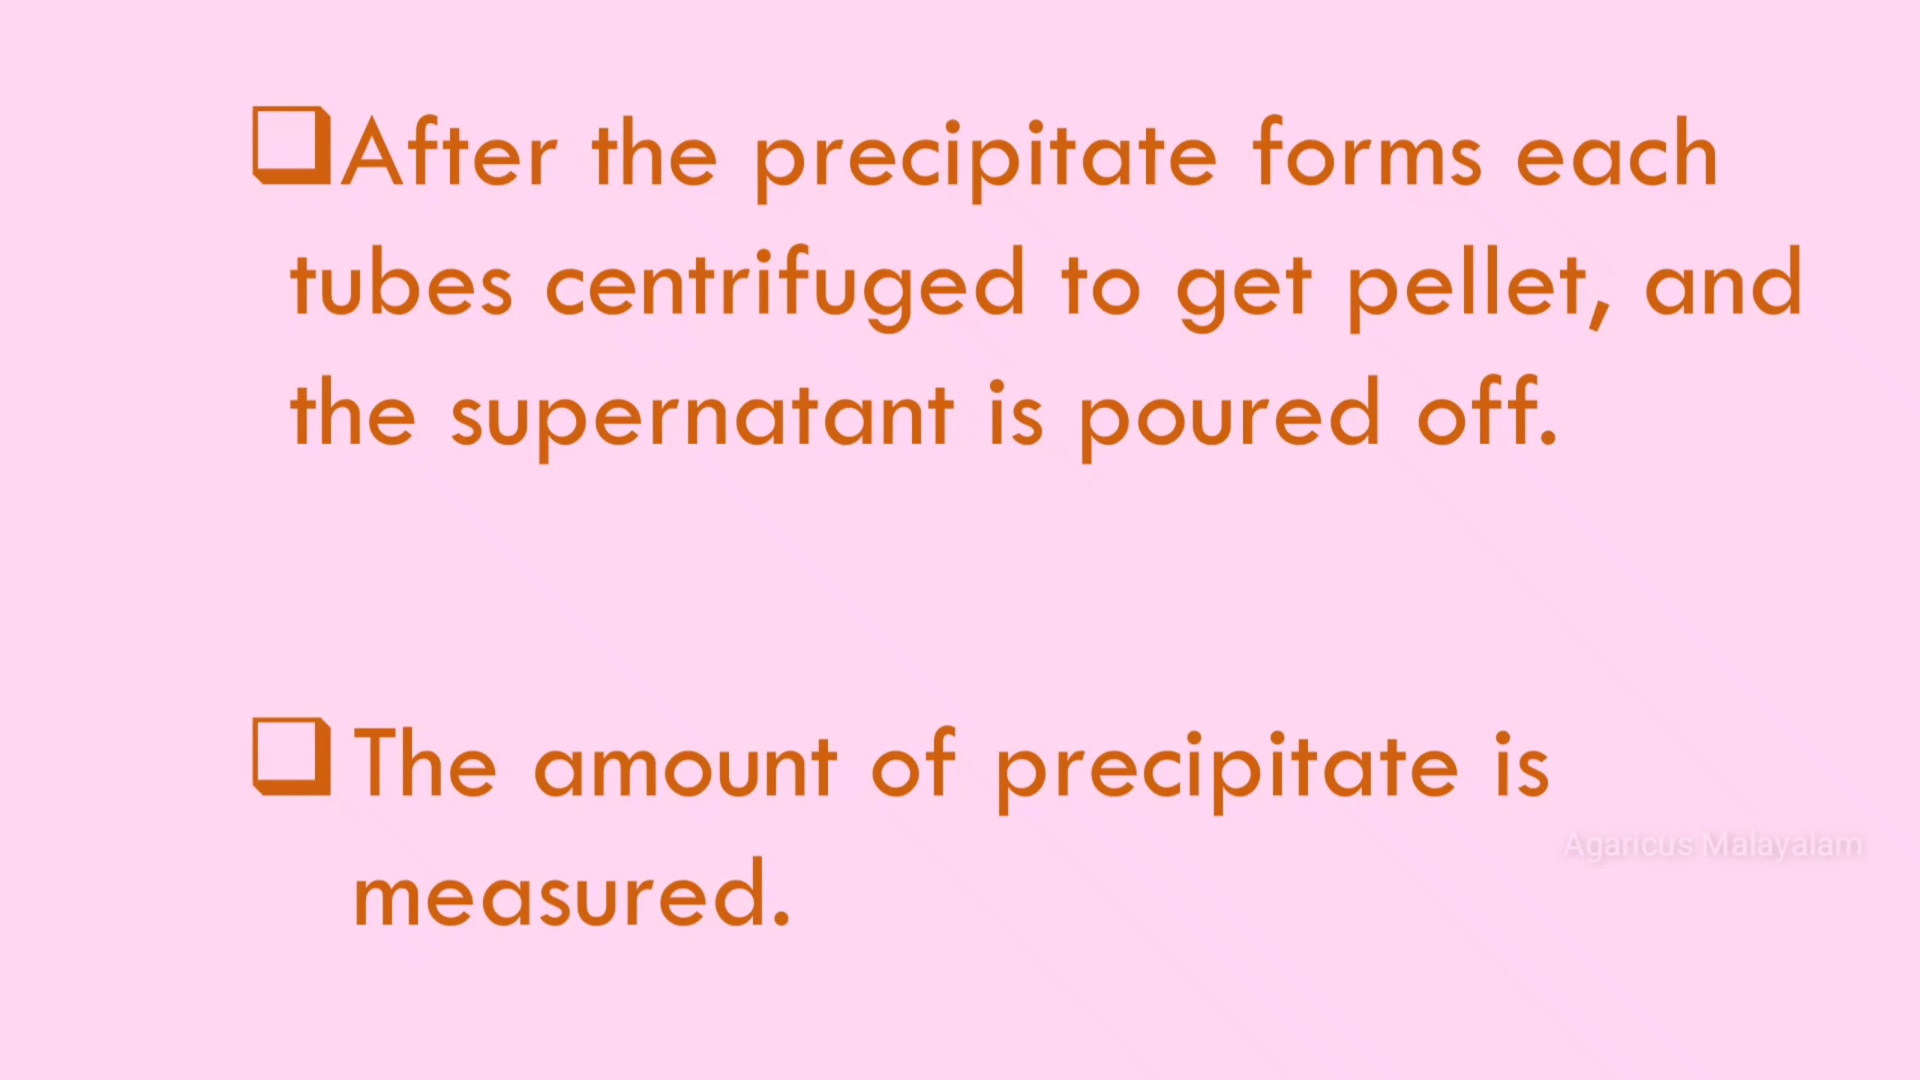 ❑After the precipitate forms each
tubes centrifuged to get pellet, and
the supernatant is poured off.
❑ The amount of precipitate is
measured.
Agaricus Malayalam